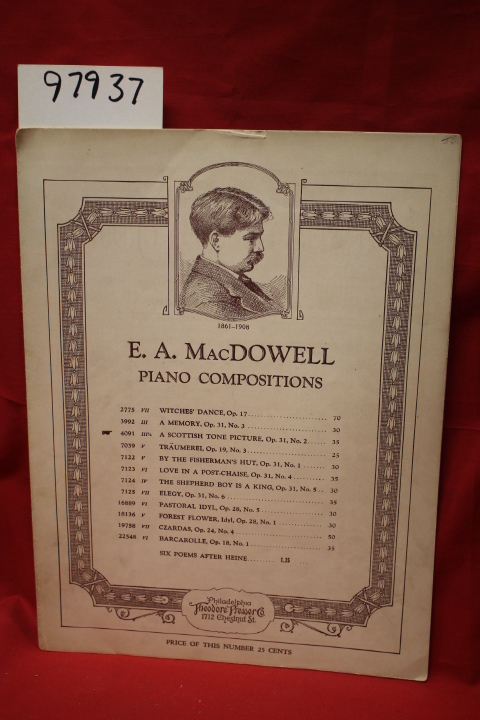 97937
1861-1908
E. A. MacDOWELL
PIANO COMPOSITIONS
2775 VII WITCHES' DANCE, Op. 17 ........................ 70
3992 III A MEMORY, Op. 31, No. 3 ........................ 30
6091 A SCOTTISH TONE PICTURE, Op. 31, No. 2 ..... 35
7039 V TRÄUMEREI, Op. 19, No. 3 ........................ 25
7122 V BY THE FISHERMAN'S HUT, Op. 31, No. 1 ....... 30
7123 VI LOVE IN A POST-CHAISE, Op. 31, No. 4 ........ 35
7124 IV THE SHEPHERD BOY IS A KING, Op. 31, No. 5 .. 30
7125 VII ELEGY, Op. 31, No. 6 ........................ 35
16889 VI PASTORAL IDYL, Op. 28, No. 5 ................ 30
18136 V FOREST FLOWER, Idyl, Op. 28, No. 1 ........... 30
19758 VII CZARDAS, Op. 24, No. 4 ..................... 50
22548 VI BARCAROLLE, Op. 18, No. 1 .................. 35
SIX POEMS AFTER HEINE ........ 1.25 ...
Philadelphia
Theodore Presser Co.
1712 Chestnut St.
PRICE OF THIS NUMBER 25 CENTS